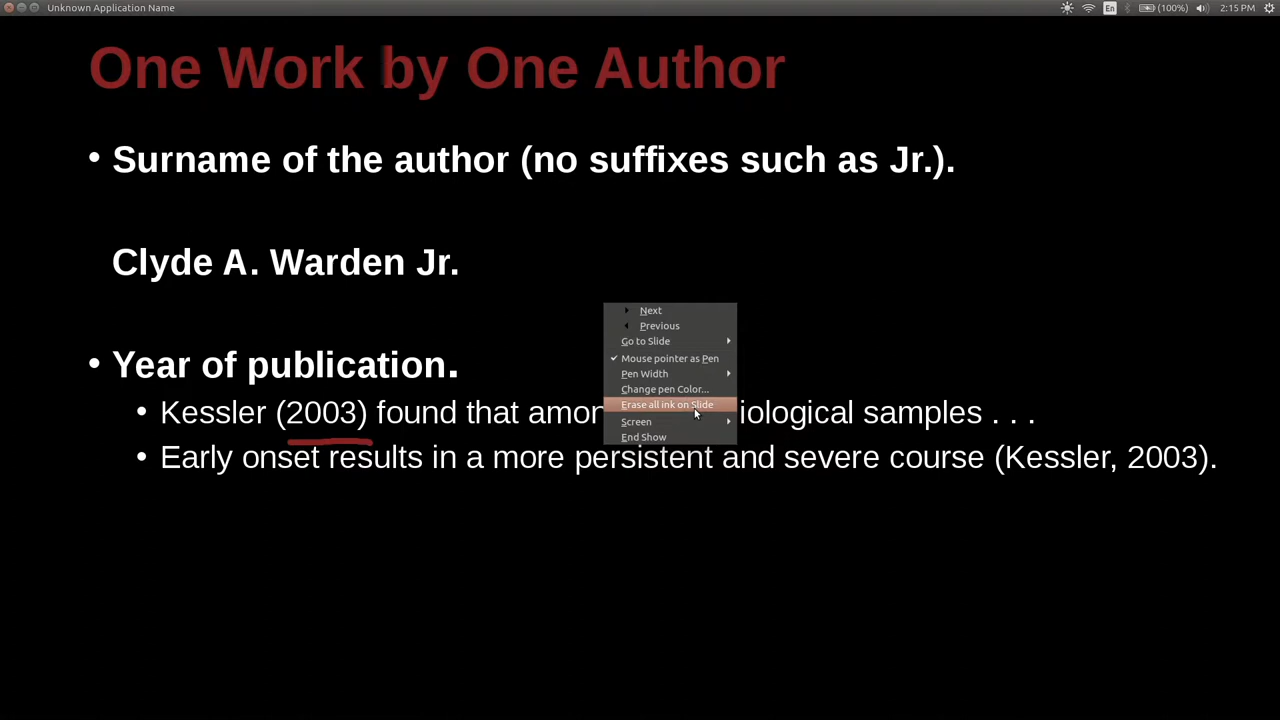 Unknown Application Name
En (100%) 2:15 PM
One Work by One Author
• Surname of the author (no suffixes such as Jr.).
Clyde A. Warden Jr.
• Year of publication.
• Kessler (2003) found that amon iological samples . . .
• Early onset results in a more persistent and severe course (Kessler, 2003).
Next
Previous
Go to Slide
Mouse pointer as Pen
Pen Width
Change pen Color...
Erase all ink on Slide
Screen
End Show